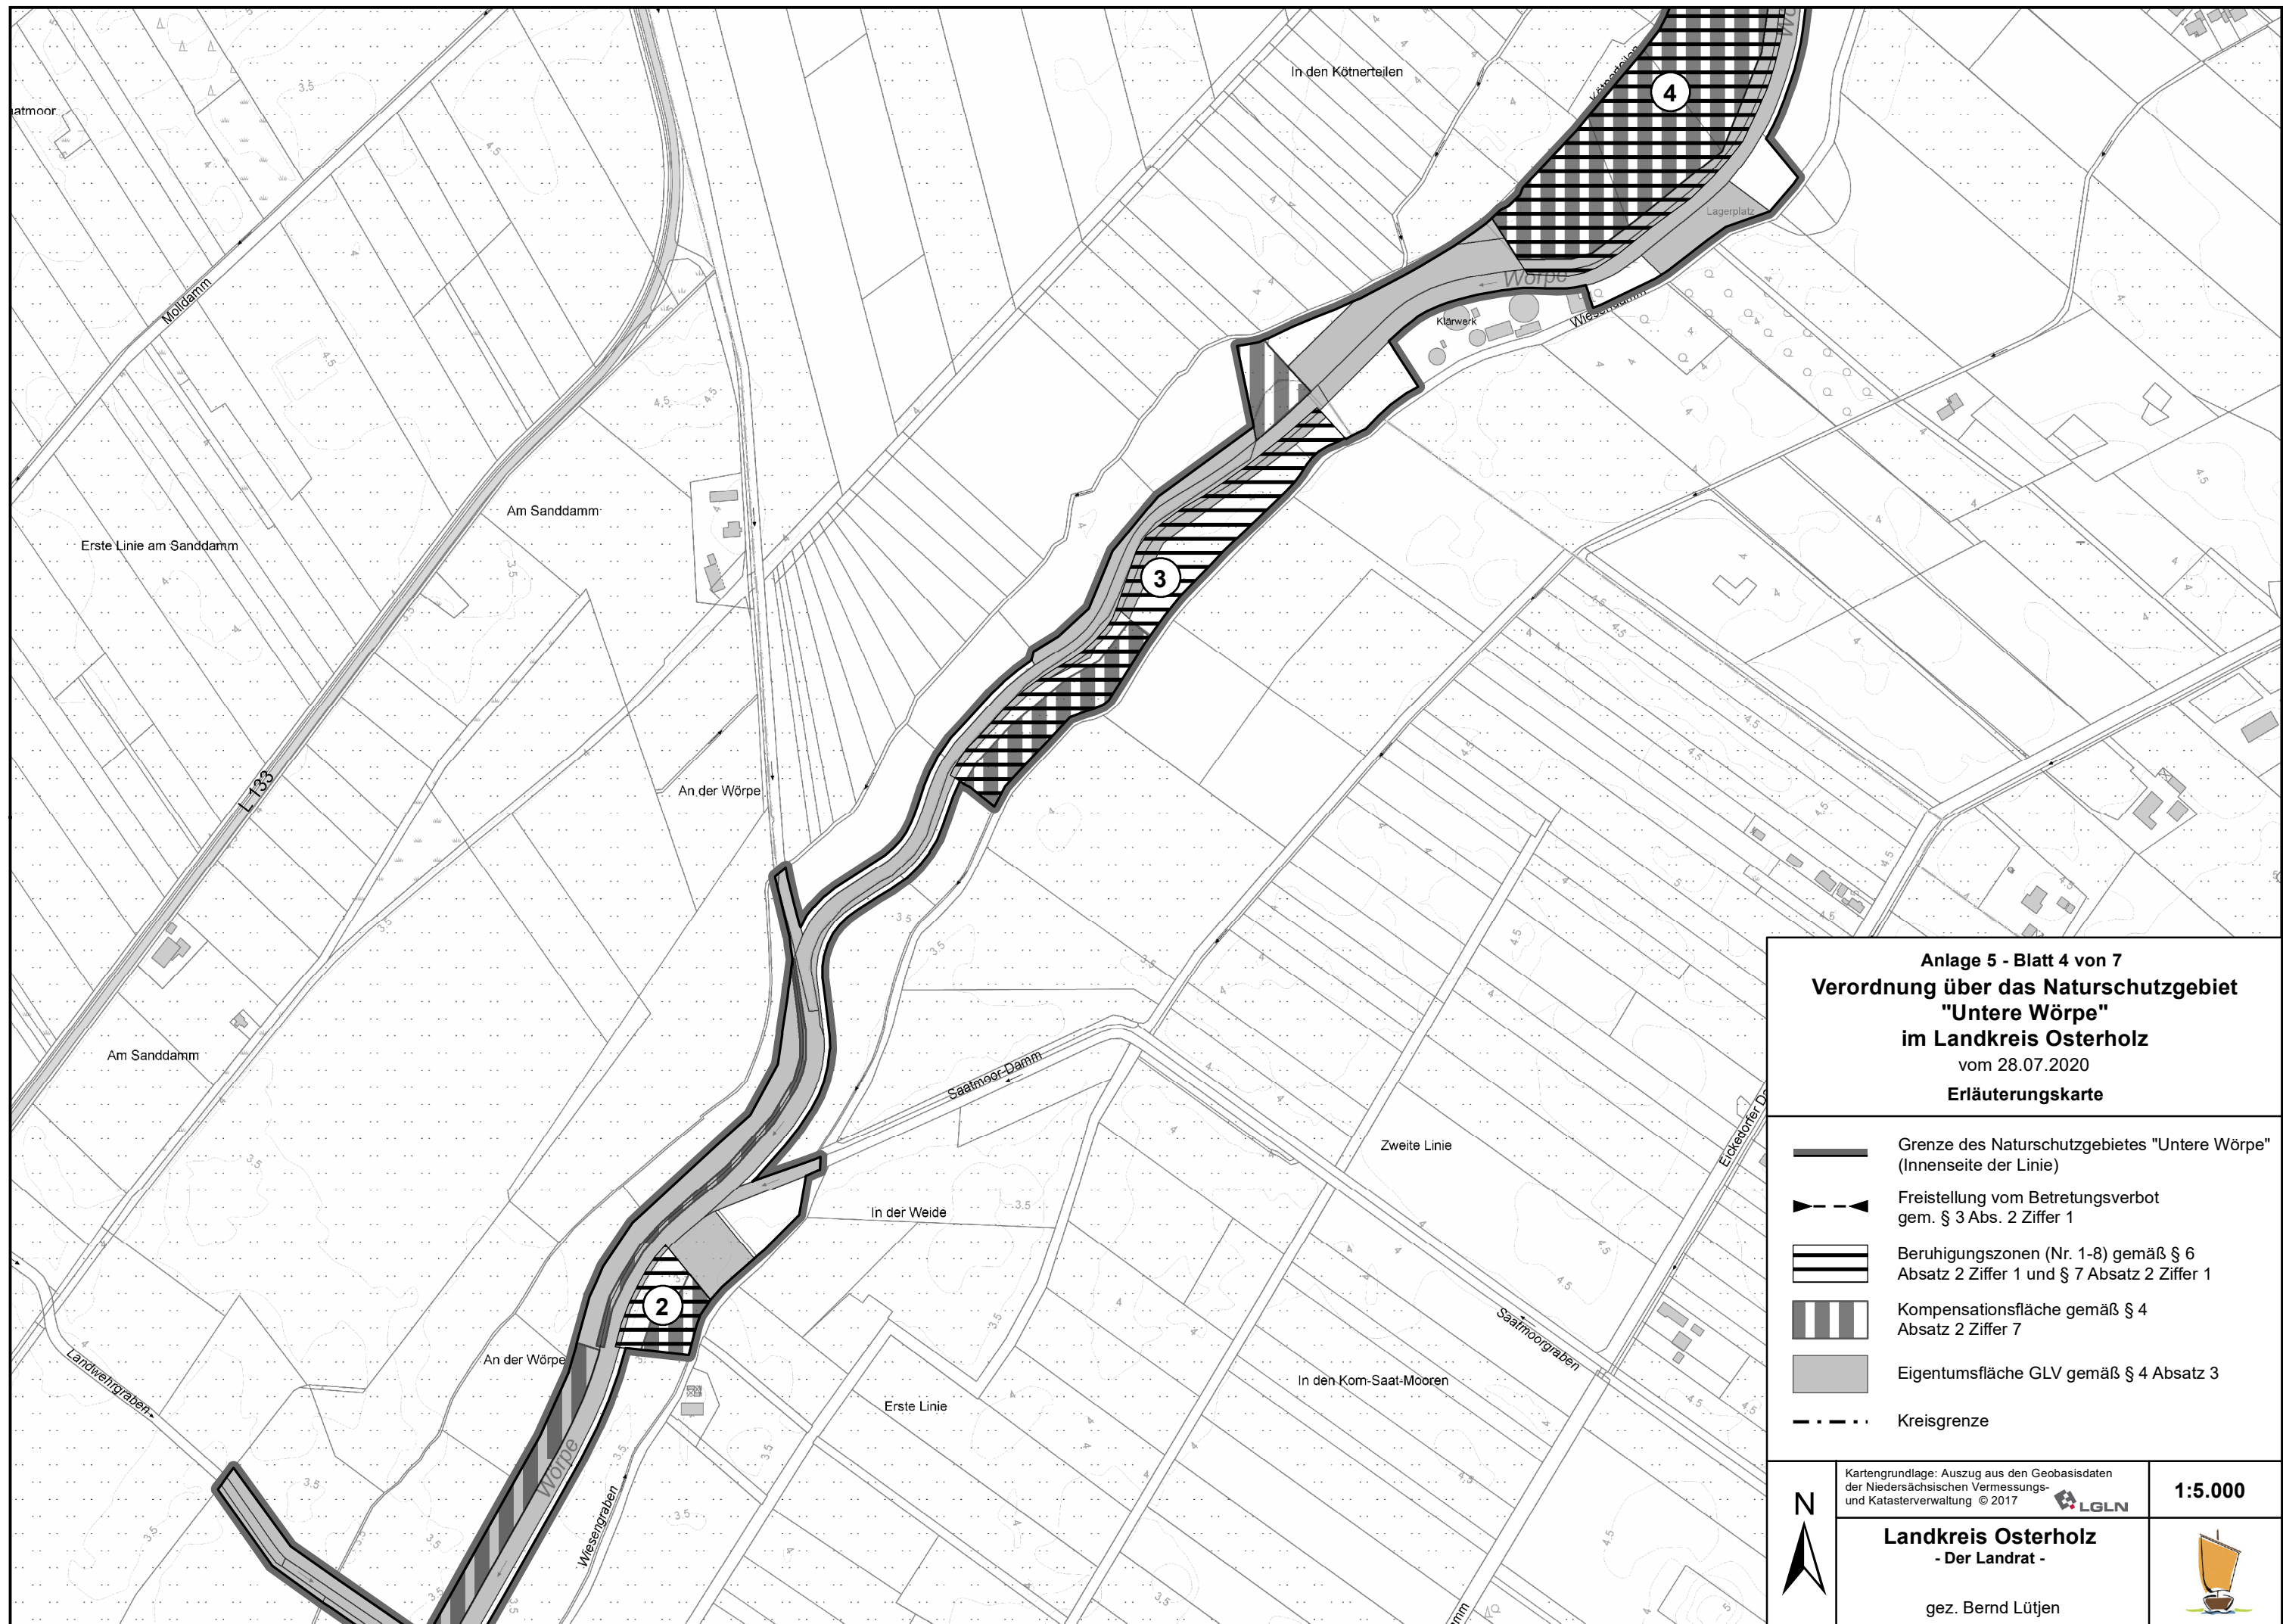 In den Kötnerteilen
4
Lagerplatz
Wörpe
Klärwerk
Molldamm
Am Sanddamm
Erste Linie am Sanddamm
3
L 133
An der Wörpe
Am Sanddamm
Saatmoor-Damm
Zweite Linie
In der Weide
2
An der Wörpe
Landwehrgraben
Saatmoorgraben
In den Kom-Saat-Mooren
Erste Linie
Wörpe
Wiesengraben
Anlage 5 - Blatt 4 von 7
Verordnung über das Naturschutzgebiet
"Untere Wörpe"
im Landkreis Osterholz
vom 28.07.2020
Erläuterungskarte
Grenze des Naturschutzgebietes "Untere Wörpe"
(Innenseite der Linie)
Freistellung vom Betretungsverbot
gem. § 3 Abs. 2 Ziffer 1
Beruhigungszonen (Nr. 1-8) gemäß § 6
Absatz 2 Ziffer 1 und § 7 Absatz 2 Ziffer 1
Kompensationsfläche gemäß § 4
Absatz 2 Ziffer 7
Eigentumsfläche GLV gemäß § 4 Absatz 3
Kreisgrenze
N
Kartengrundlage: Auszug aus den Geobasisdaten
der Niedersächsischen Vermessungs-
und Katasterverwaltung © 2017
LGLN
1:5.000
Landkreis Osterholz
- Der Landrat -
gez. Bernd Lütjen